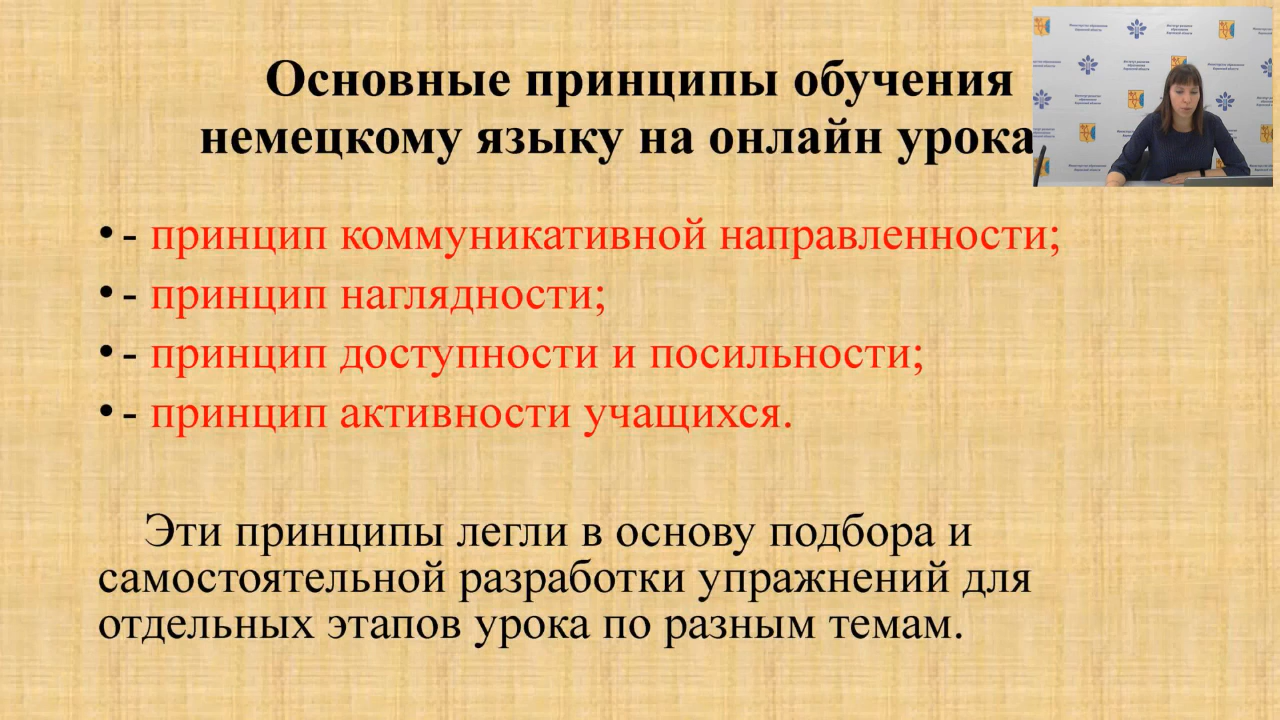 Основные принципы обучения
немецкому языку на онлайн урока
• - принцип коммуникативной направленности;
• - принцип наглядности;
• - принцип доступности и посильности;
• - принцип активности учащихся.
Эти принципы легли в основу подбора и
самостоятельной разработки упражнений для
отдельных этапов урока по разным темам.